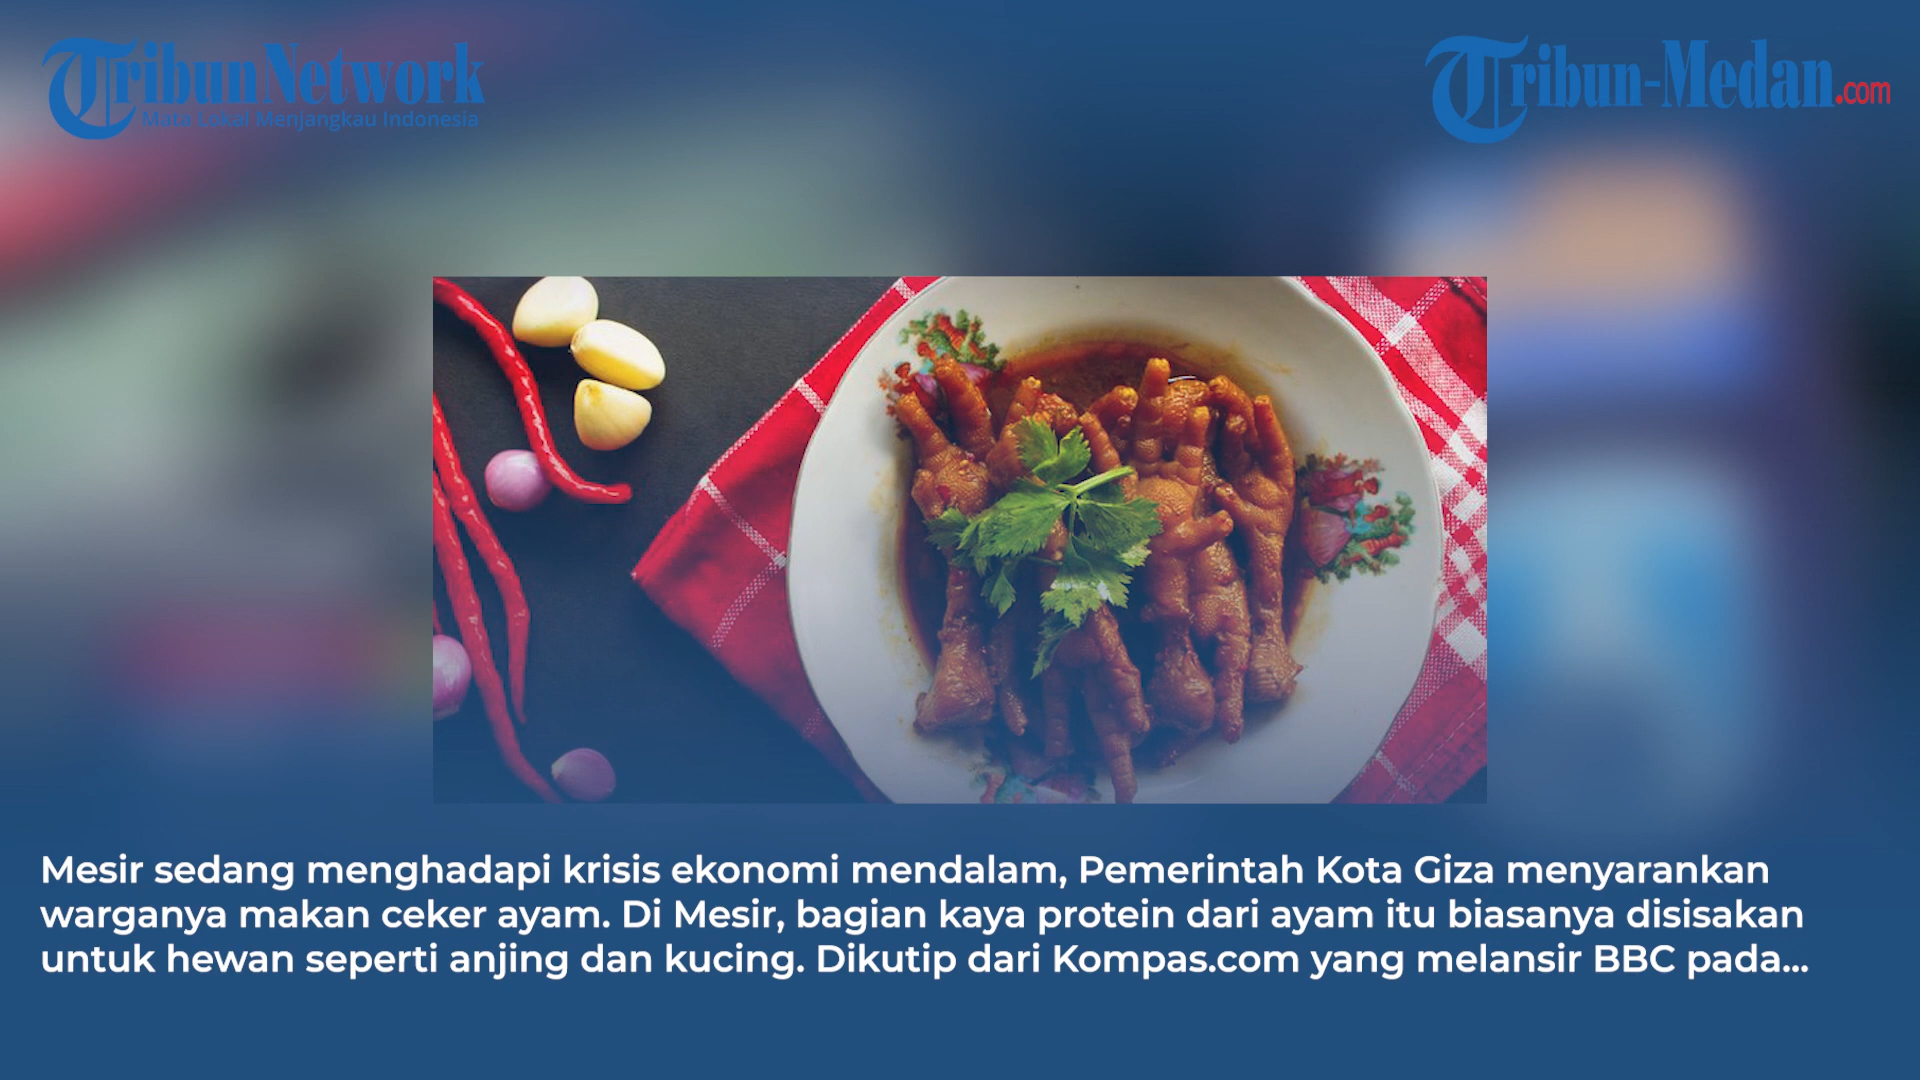 TribunNetwork
Mata Lokal Menjangkau Indonesia
Tribun-Medan.com
Mesir sedang menghadapi krisis ekonomi mendalam, Pemerintah Kota Giza menyarankan
warganya makan ceker ayam. Di Mesir, bagian kaya protein dari ayam itu biasanya disisakan
untuk hewan seperti anjing dan kucing. Dikutip dari Kompas.com yang melansir BBC pada...